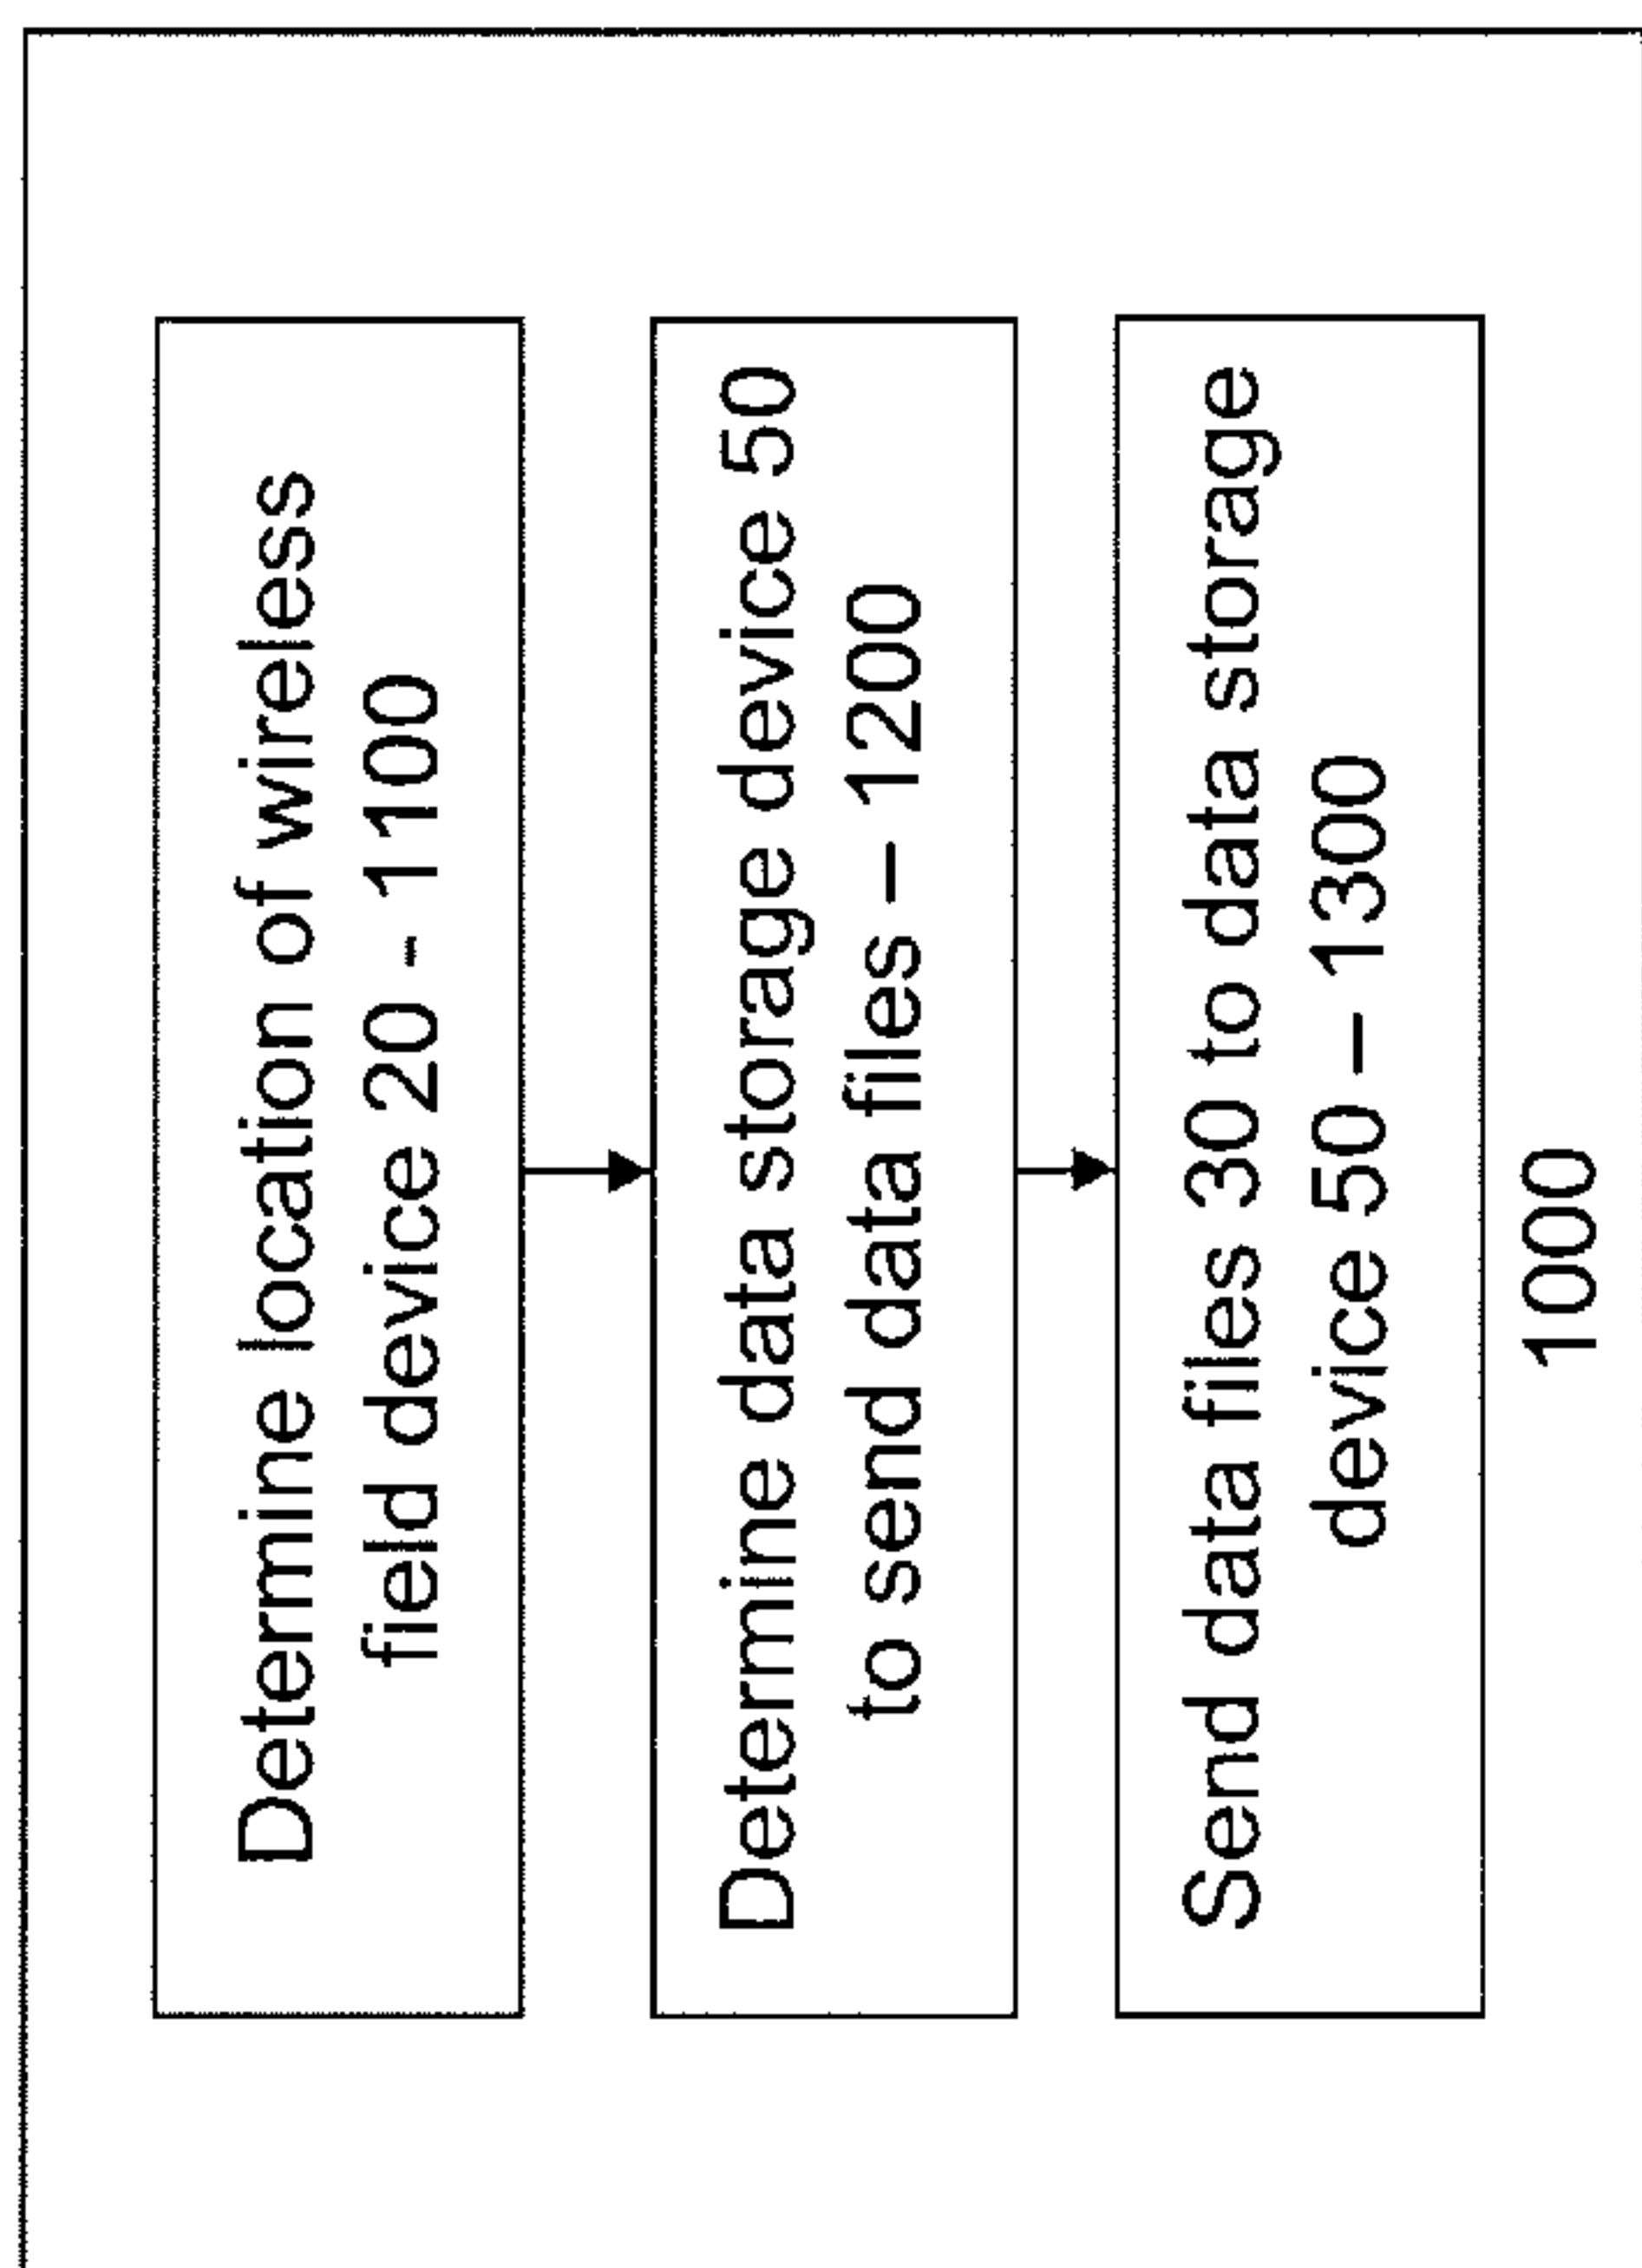 Determine location of wireless
field device 20 - 1100
Determine data storage device 50
to send data files – 1200
Send data files 30 to data storage
device 50 – 1300
1000